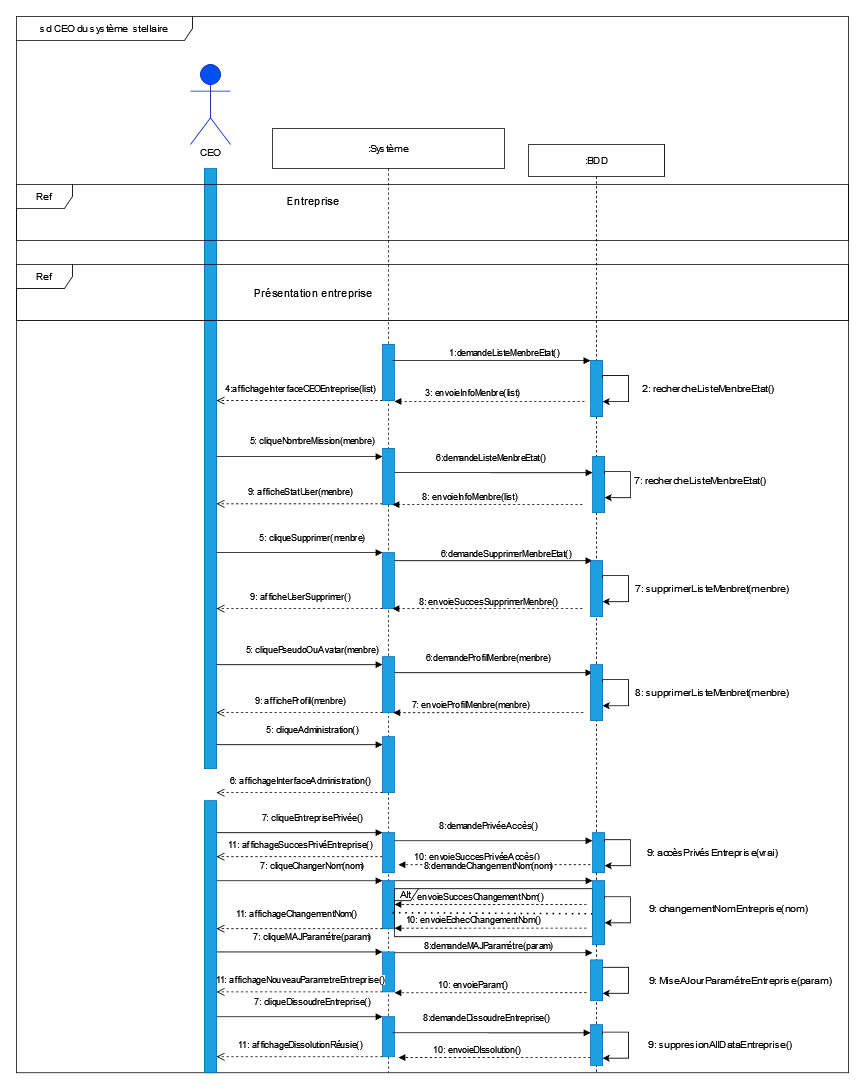 sd CEO du système stellaire
CEO
:Système
:BDD
Ref
Entreprise
Ref
Présentation entreprise
1:demandeListeMenbreEtat()
4:affichageInterfaceCEOEntreprise(list)
3: envoieInfoMenbre(list)
2: rechercheListeMenbreEtat()
5: cliqueNombreMission(menbre)
6:demandeListeMenbreEtat()
7: rechercheListeMenbreEtat()
9: afficheStatUser(menbre)
8: envoieInfoMenbre(list)
5: cliqueSupprimer(menbre)
6:demandeSupprimerMenbreEtat()
7: supprimerListeMenbret(menbre)
9: afficheUserSupprimer()
8: envoieSuccesSupprimerMenbre()
5: cliquePseudoOuAvatar(menbre)
6:demandeProfilMenbre(menbre)
8: supprimerListeMenbret(menbre)
9: afficheProfil(menbre)
7: envoieProfilMenbre(menbre)
5: cliqueAdministration()
6: affichageInterfaceAdministration()
7: cliqueEntreprisePrivée()
8:demandePrivéeAccès()
11: affichageSuccesPrivéEntreprise()
10: envoieSuccesPrivéeAccès()
9: accèsPrivésEntreprise(vrai)
7: cliqueChangerNom(nom)
8:demandeChangementNom(nom)
Alt
envoieSuccesChangementNom()
9: changementNomEntreprise(nom)
11: affichageChangementNom()
10: envoieEchecChangementNom()
7: cliqueMAJParamétre(param)
8:demandeMAJParamétre(param)
11: affichageNouveauParametreEntreprise()
10: envoieParam()
9: MiseAJourParamétreEntreprise(param)
7: cliqueDissoudreEntreprise()
8:demandeDissoudreEntreprise()
11: affichageDissolutionRéusie()
10: envoieDIssolution()
9: suppresionAllDataEntreprise()